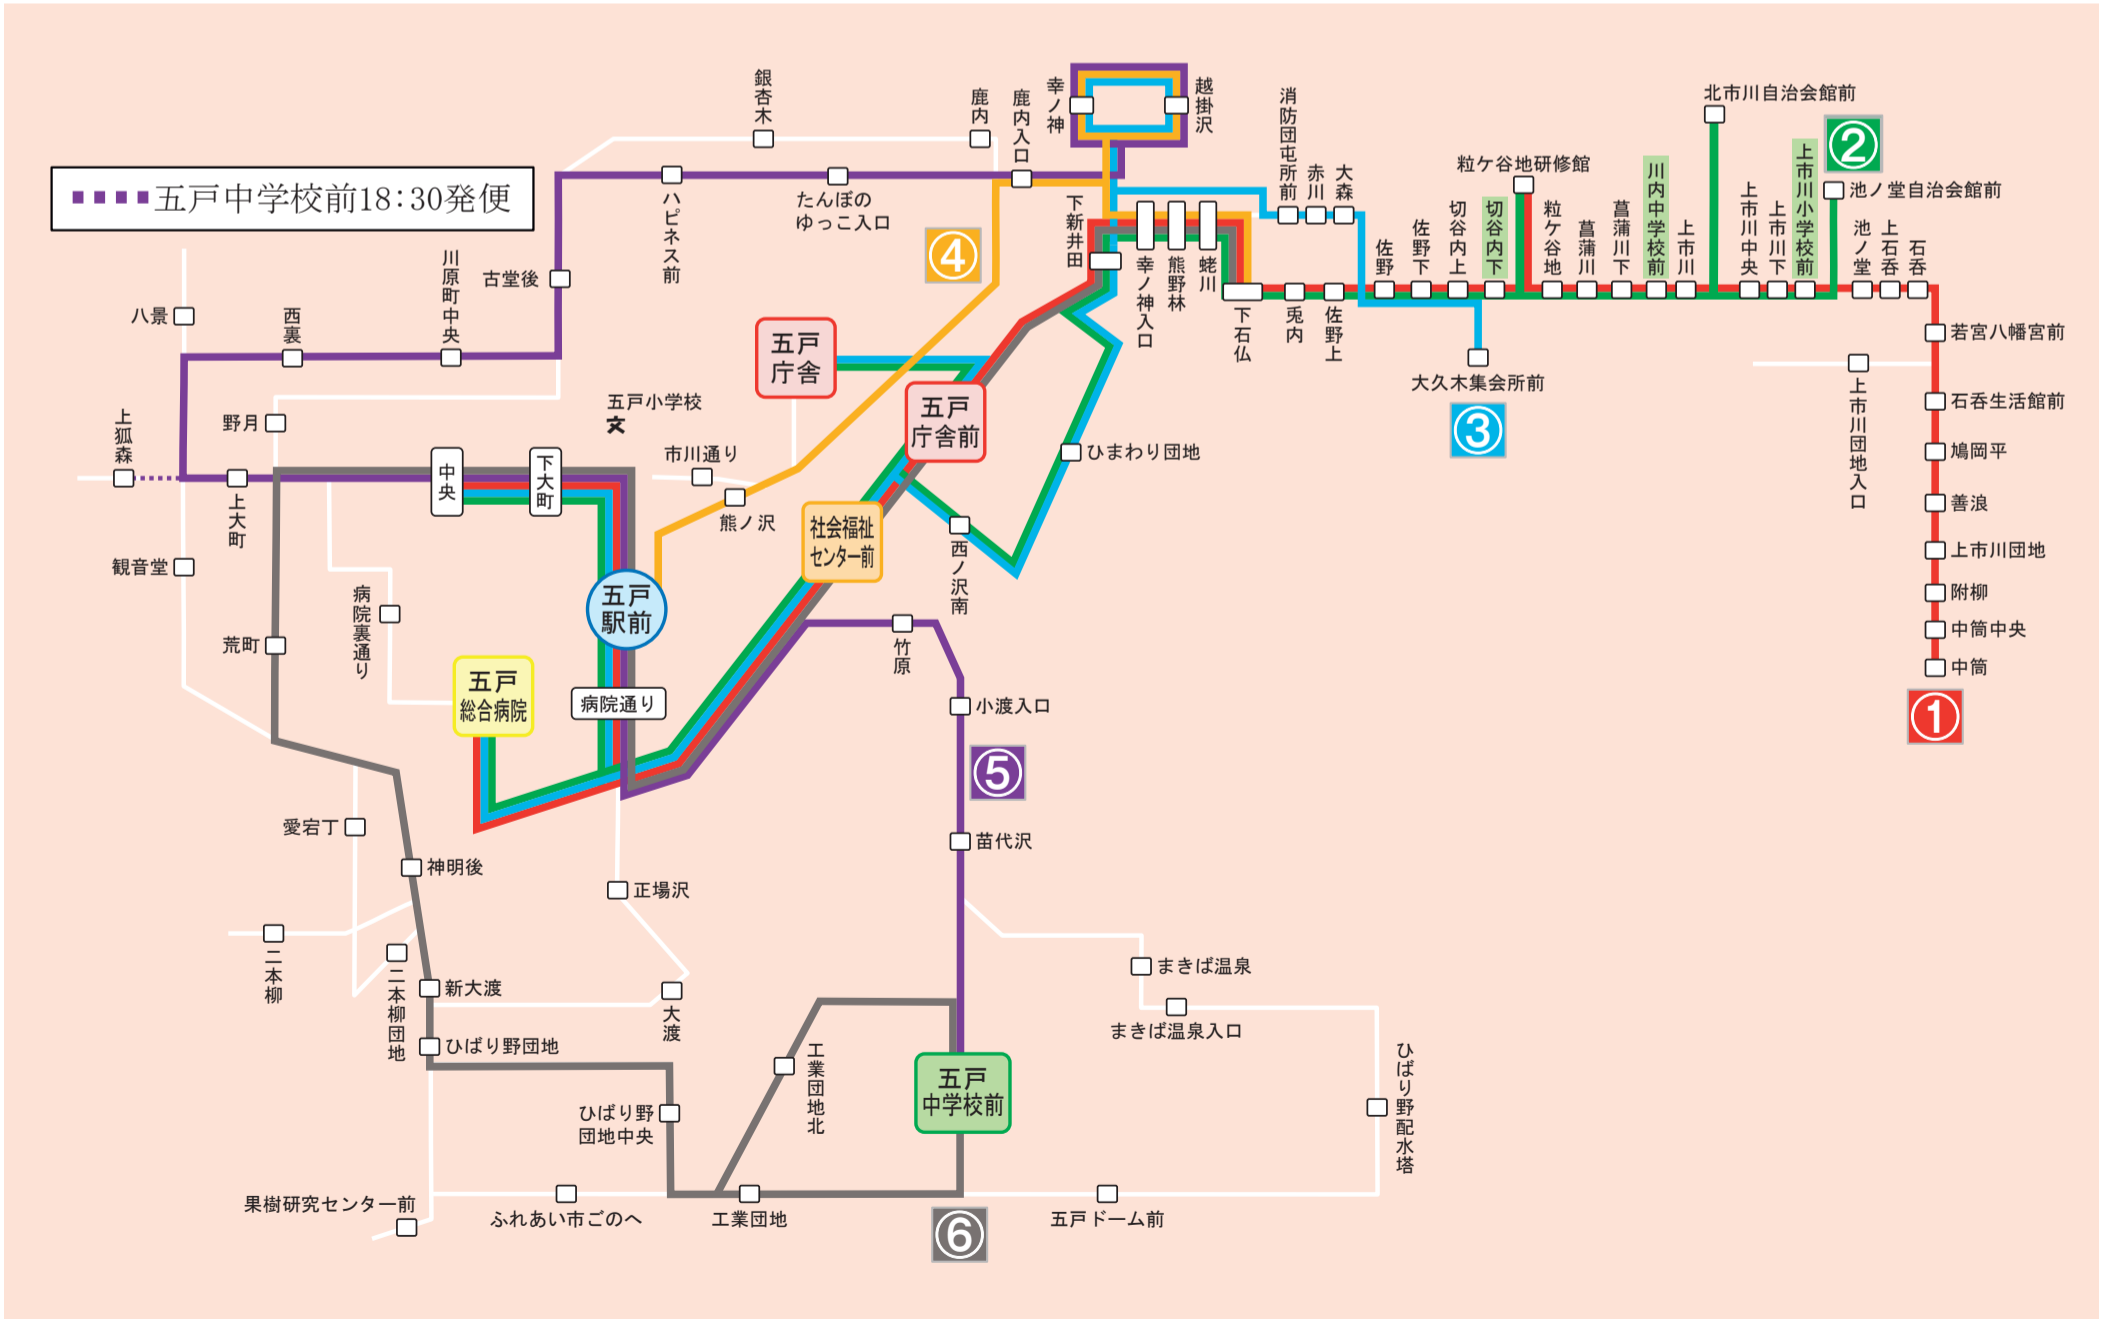 五戸中学校前18:30発便
銀杏木
鹿内
鹿内入口
幸ノ神
越掛沢
消防団屯所前
赤川
大森
北市川自治会館前
②
粒ケ谷地研修館
池ノ堂自治会館前
ハピネス前
たんぼの
ゆっこ入口
④
下新井田
幸ノ神入口
熊野林
蛯川
下石仏
兎内
佐野上
佐野
佐野下
切谷内上
切谷内下
粒ケ谷地
菖蒲川
菖蒲川下
川内中学校前
上市川
上市川中央
上市川下
上市川小学校前
池ノ堂
上石呑
石呑
若宮八幡宮前
石呑生活館前
鳩岡平
善浪
上市川団地
附柳
中筒中央
中筒
①
上市川団地入口
大久木集会所前
③
八景
西裏
川原町中央
古堂後
五戸
庁舎
五戸
庁舎前
五戸小学校
文
上狐森
野月
中央
下大町
市川通り
熊ノ沢
ひまわり団地
上大町
社会福祉
センター前
西ノ沢南
観音堂
病院裏通り
五戸
駅前
荒町
五戸
総合病院
病院通り
竹原
小渡入口
⑤
苗代沢
愛宕丁
神明後
正場沢
二本柳
二本柳団地
新大渡
大渡
ひばり野団地
まきば温泉
まきば温泉入口
工業団地北
五戸
中学校前
ひばり野配水塔
ひばり野
団地中央
果樹研究センター前
ふれあい市ごのへ
工業団地
⑥
五戸ドーム前